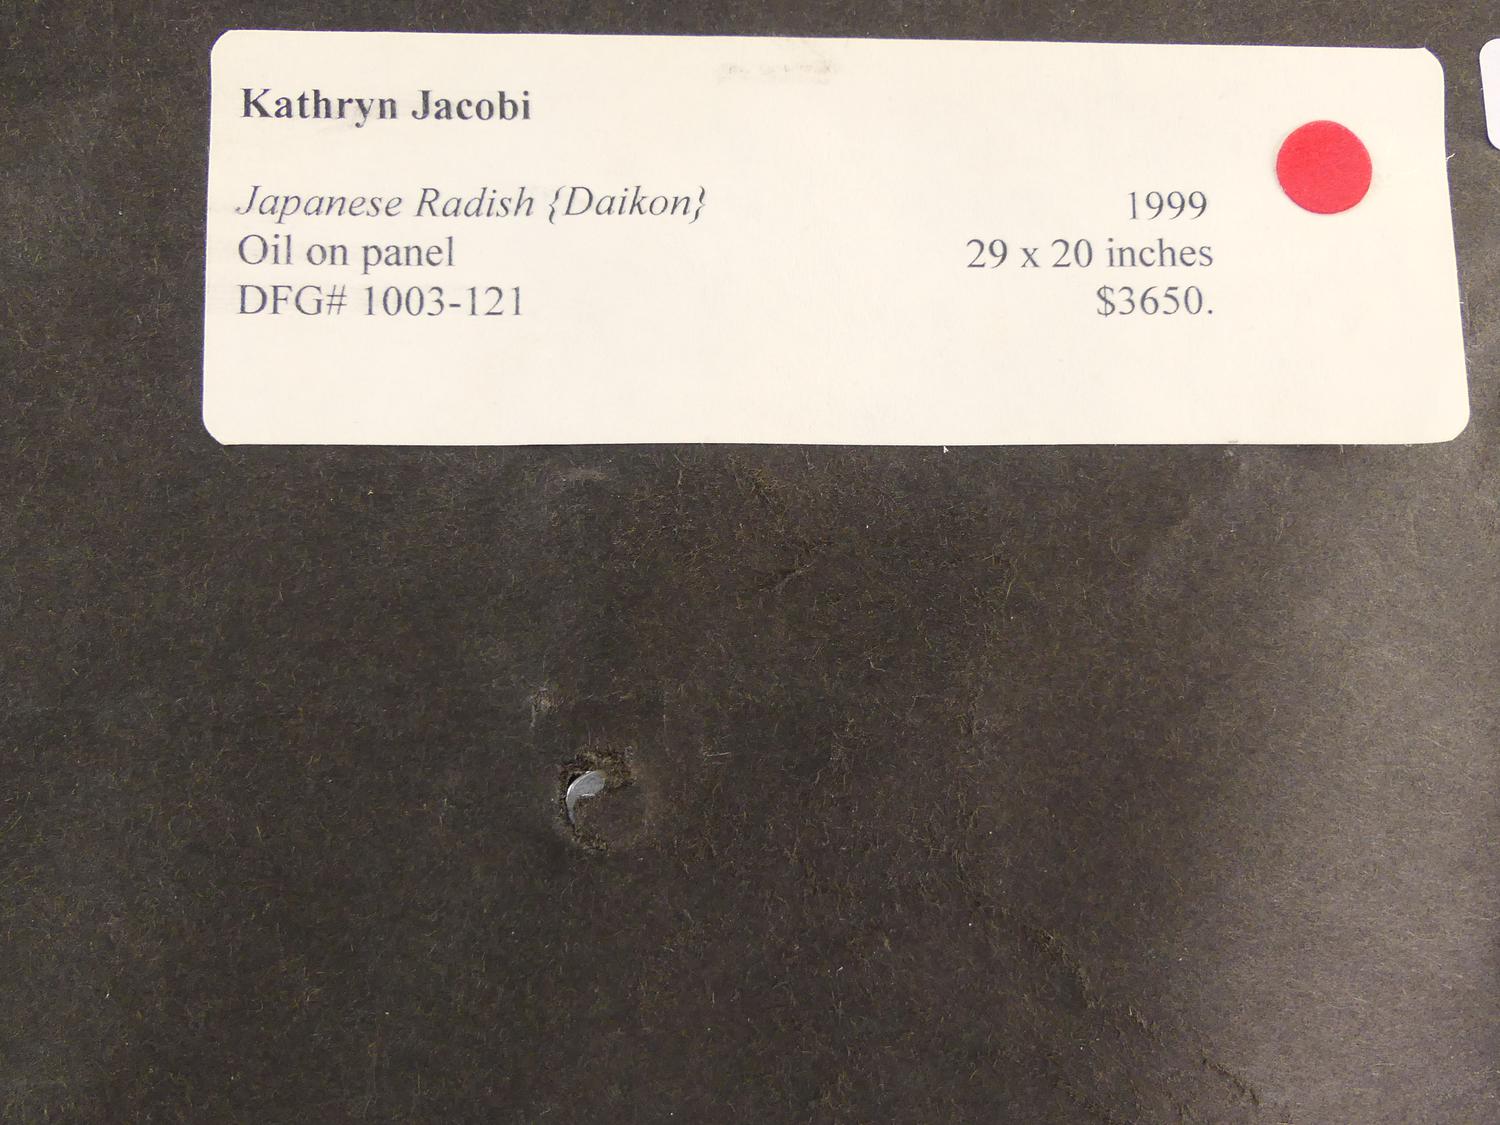 Kathryn Jacobi
Japanese Radish {Daikon} 1999
Oil on panel 29 x 20 inches
DFG# 1003-121 $3650.